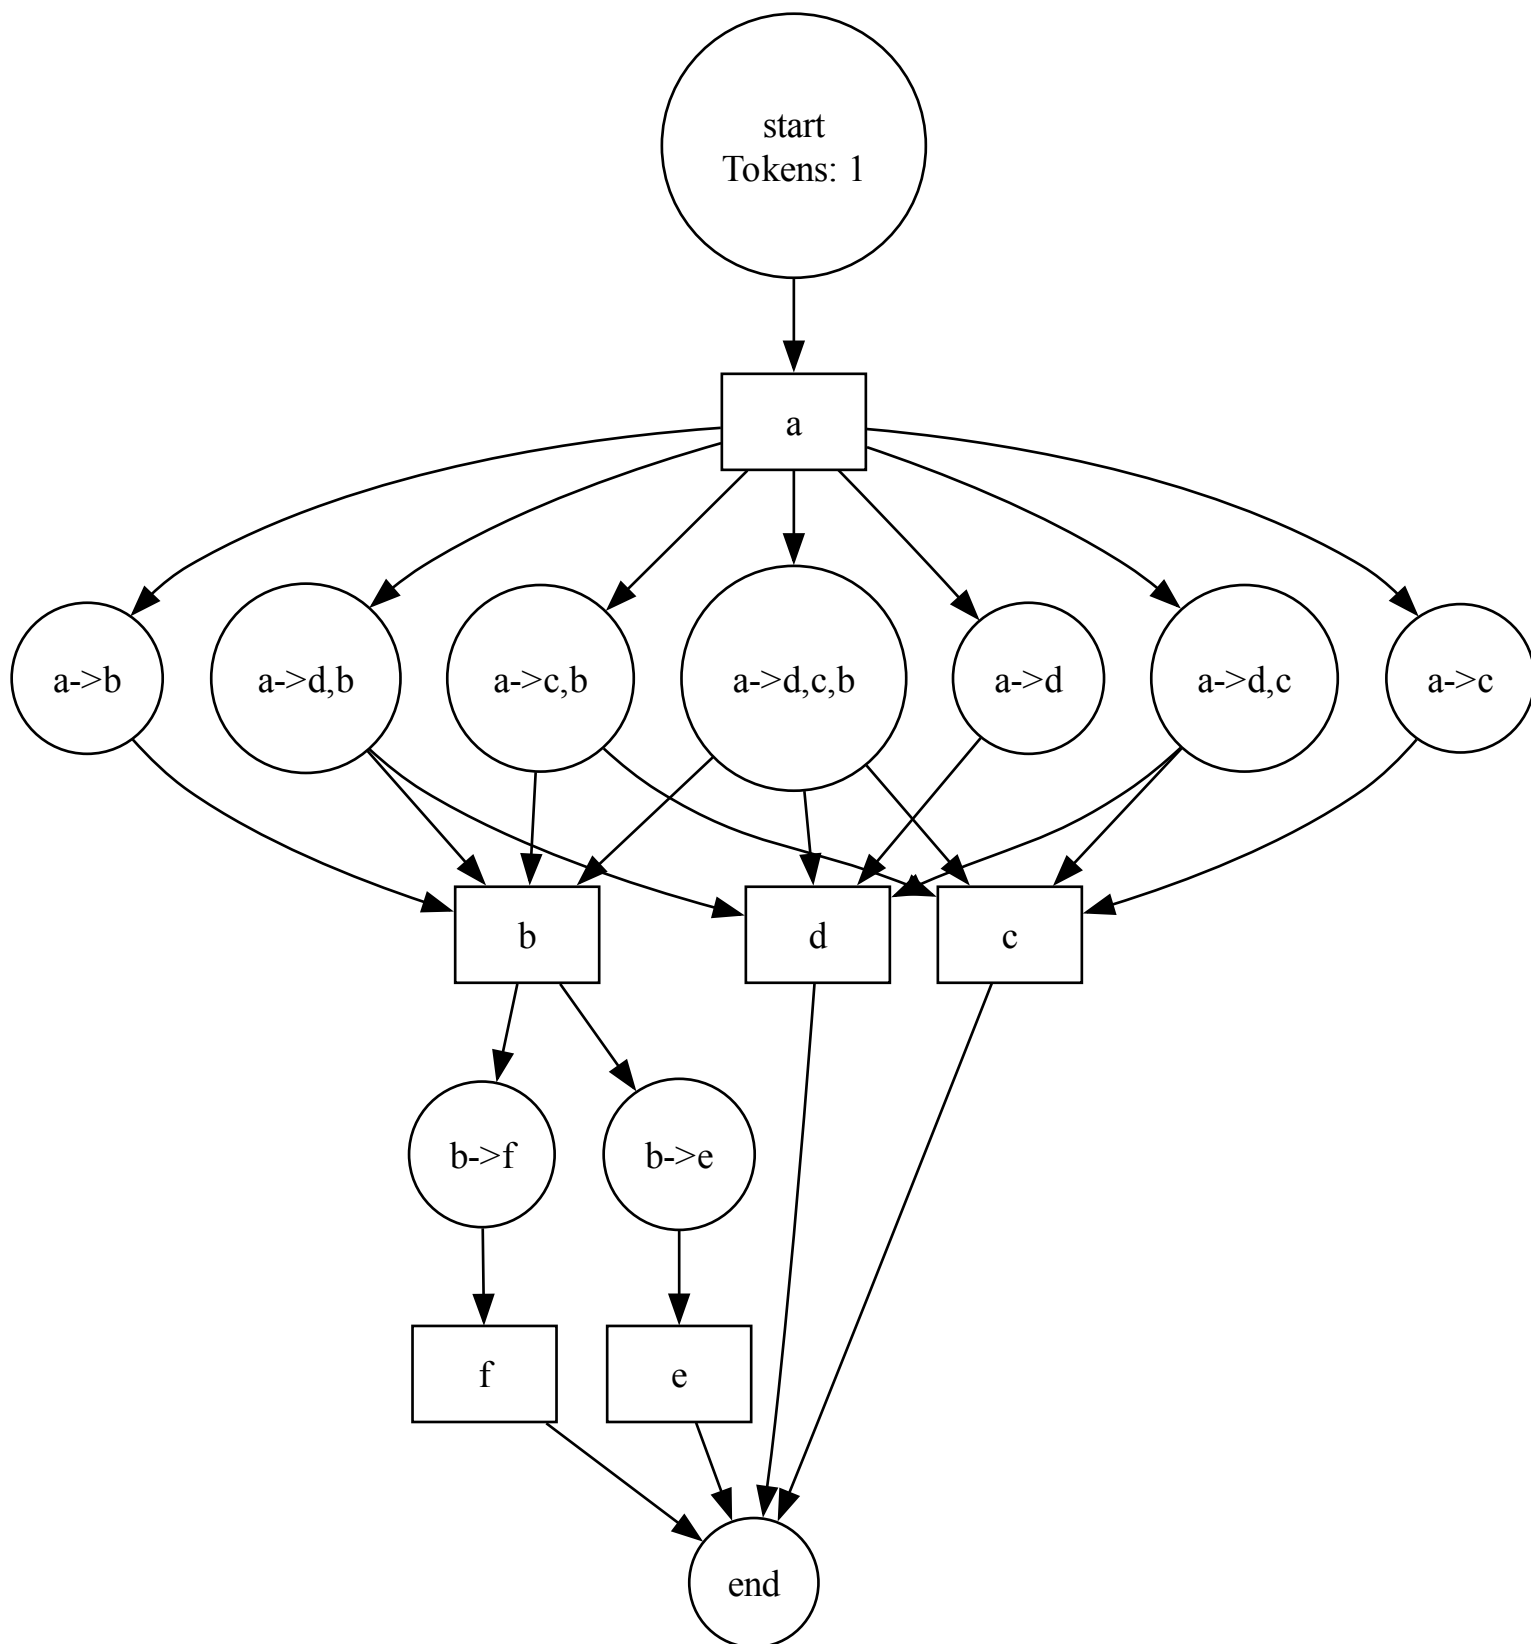 start
Tokens: 1
a
a->b
a->d,b
a->c,b
a->d,c,b
a->d
a->d,c
a->c
b
d
c
b->f
b->e
f
e
end